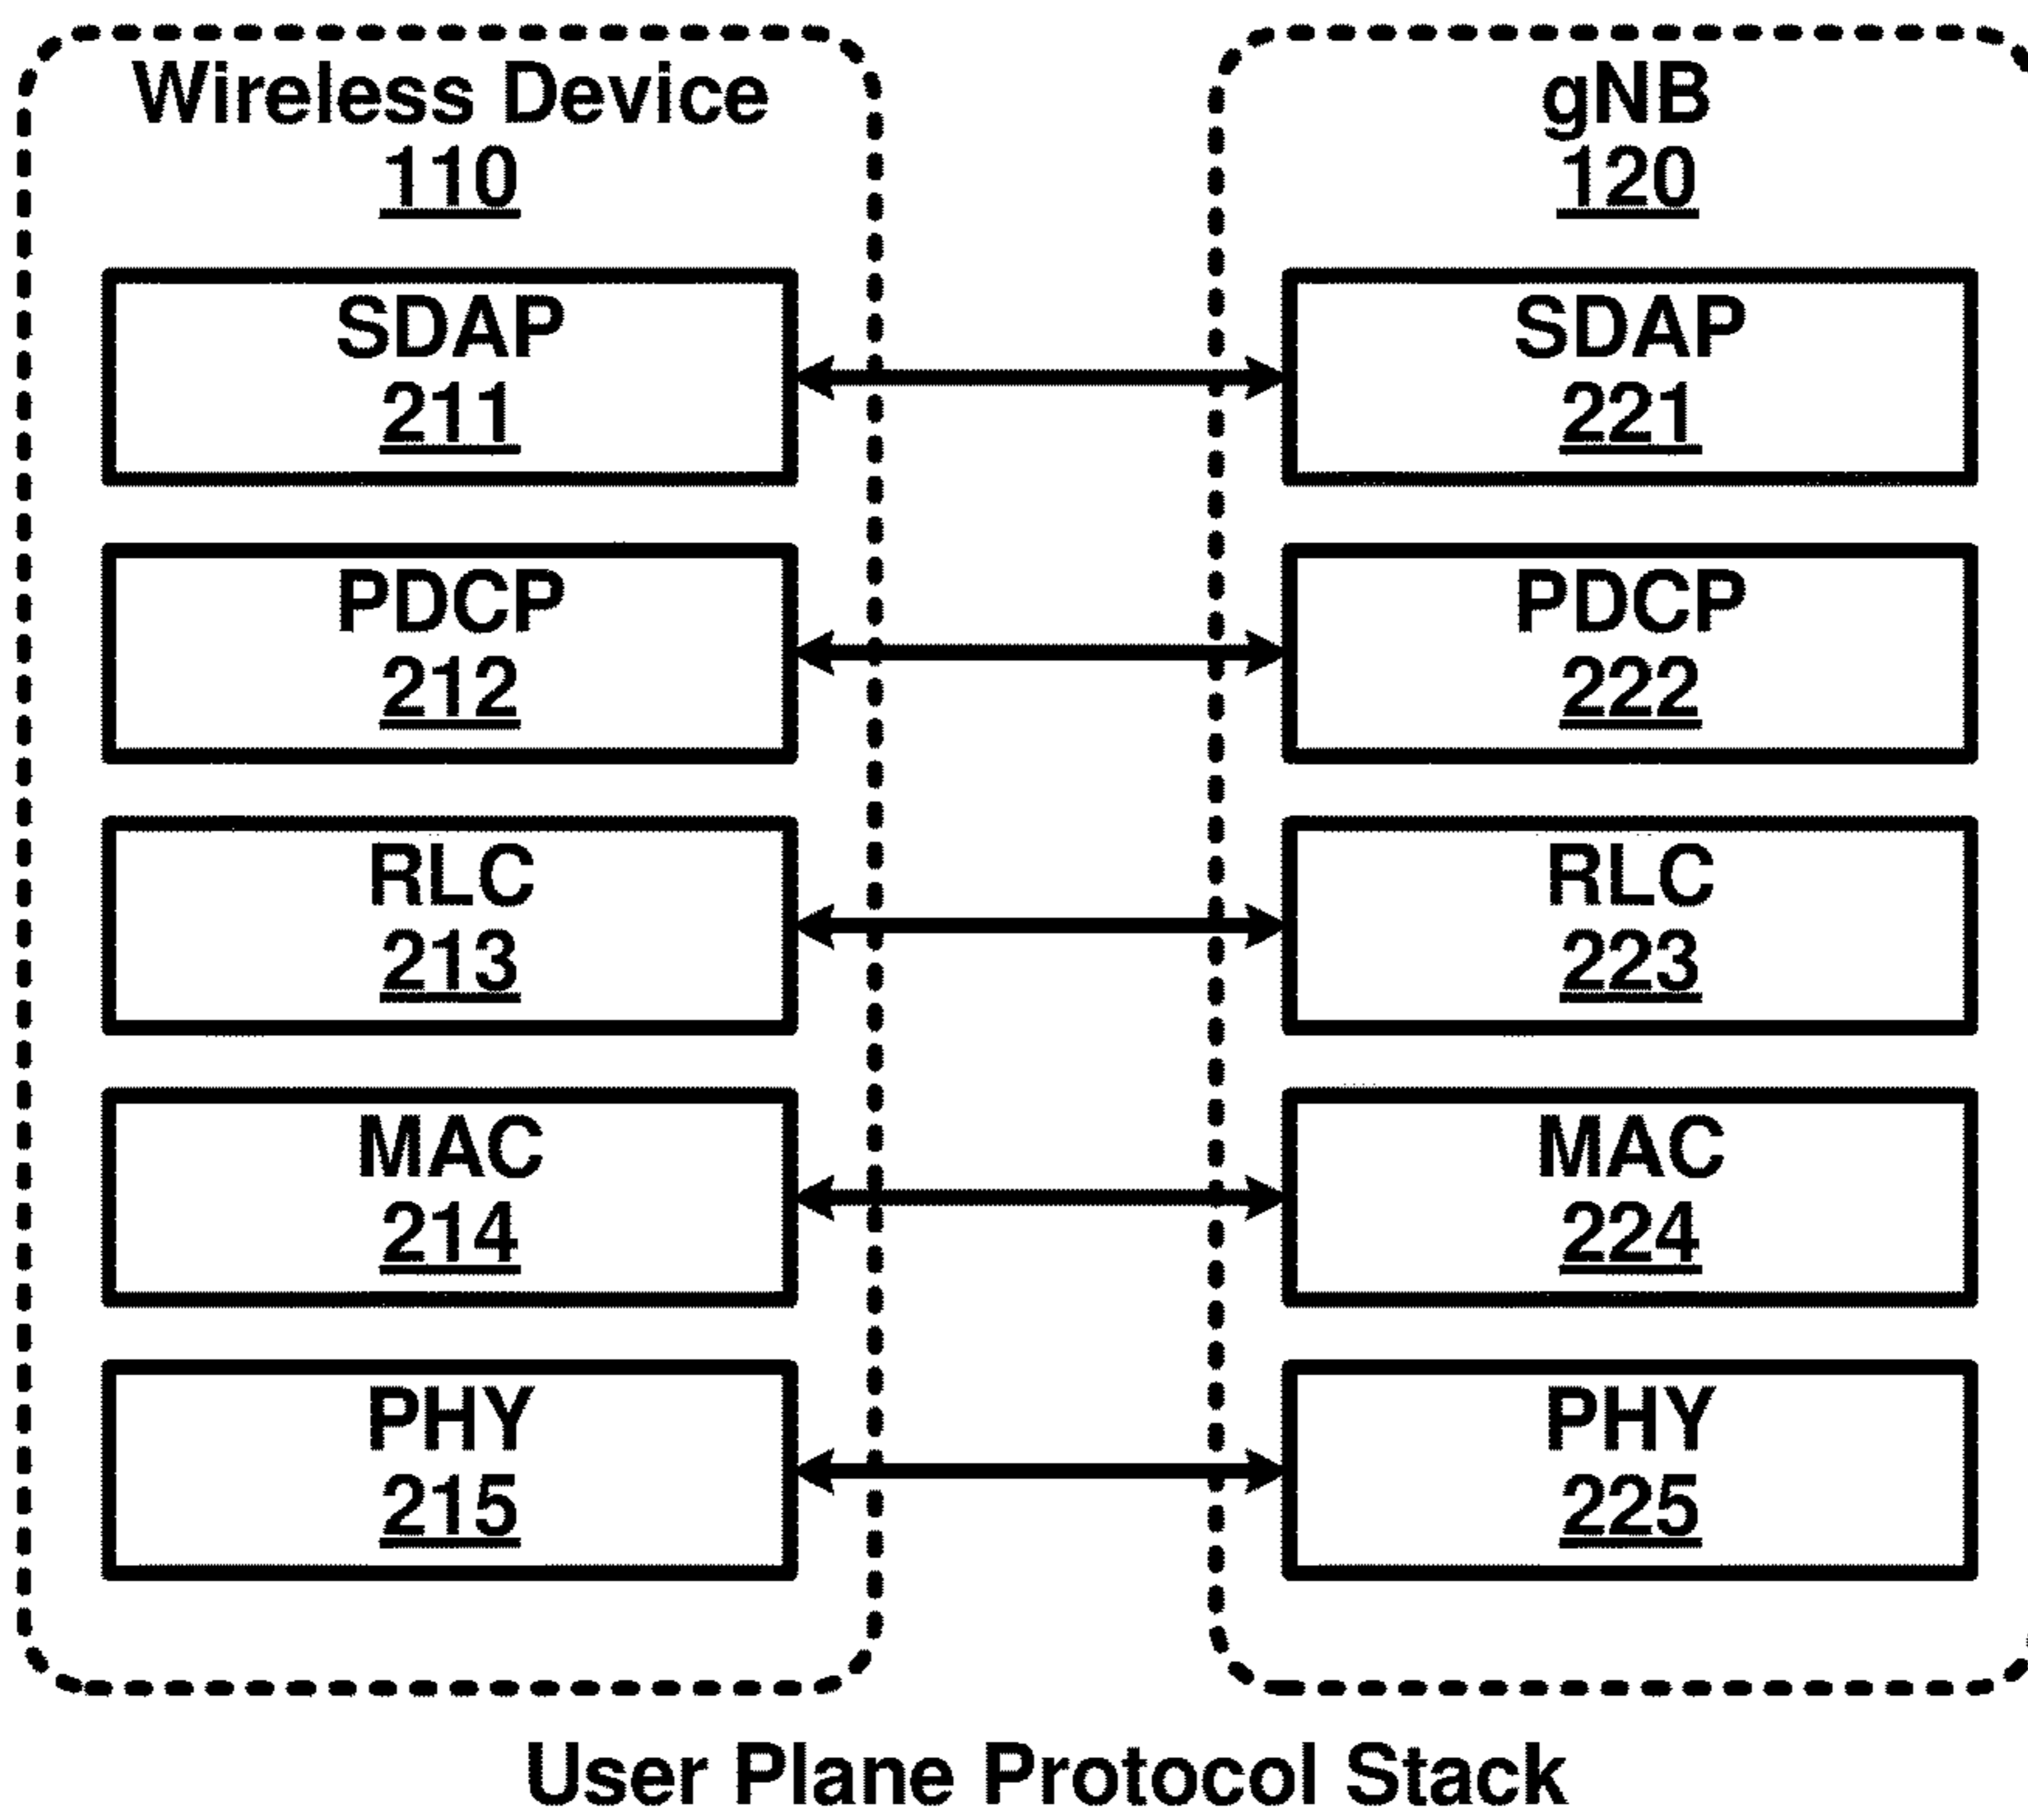 Wireless Device
110
gNB
120
SDAP
211
SDAP
221
PDCP
212
PDCP
222
RLC
213
RLC
223
MAC
214
MAC
224
PHY
215
PHY
225
User Plane Protocol Stack